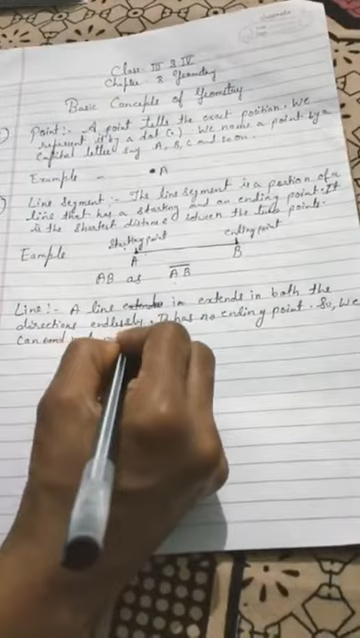 Class- III & IV
Chapter 8 Geometry
Basic Concepts of Geometry
Point :- A point tells the exact position. We
represent it by a dot (.). We name a point by a
capital letter say A, B, C and so on.
Example - • A
Line Segment :- The line segment is a portion of a
line that has a starting and an ending point. It
is the shortest distance between the two points.
Starting point ending point
Eample A B
AB as AB
Line :- A line extends in extends in both the
directions endlessly. It has no ending point. So, we
can